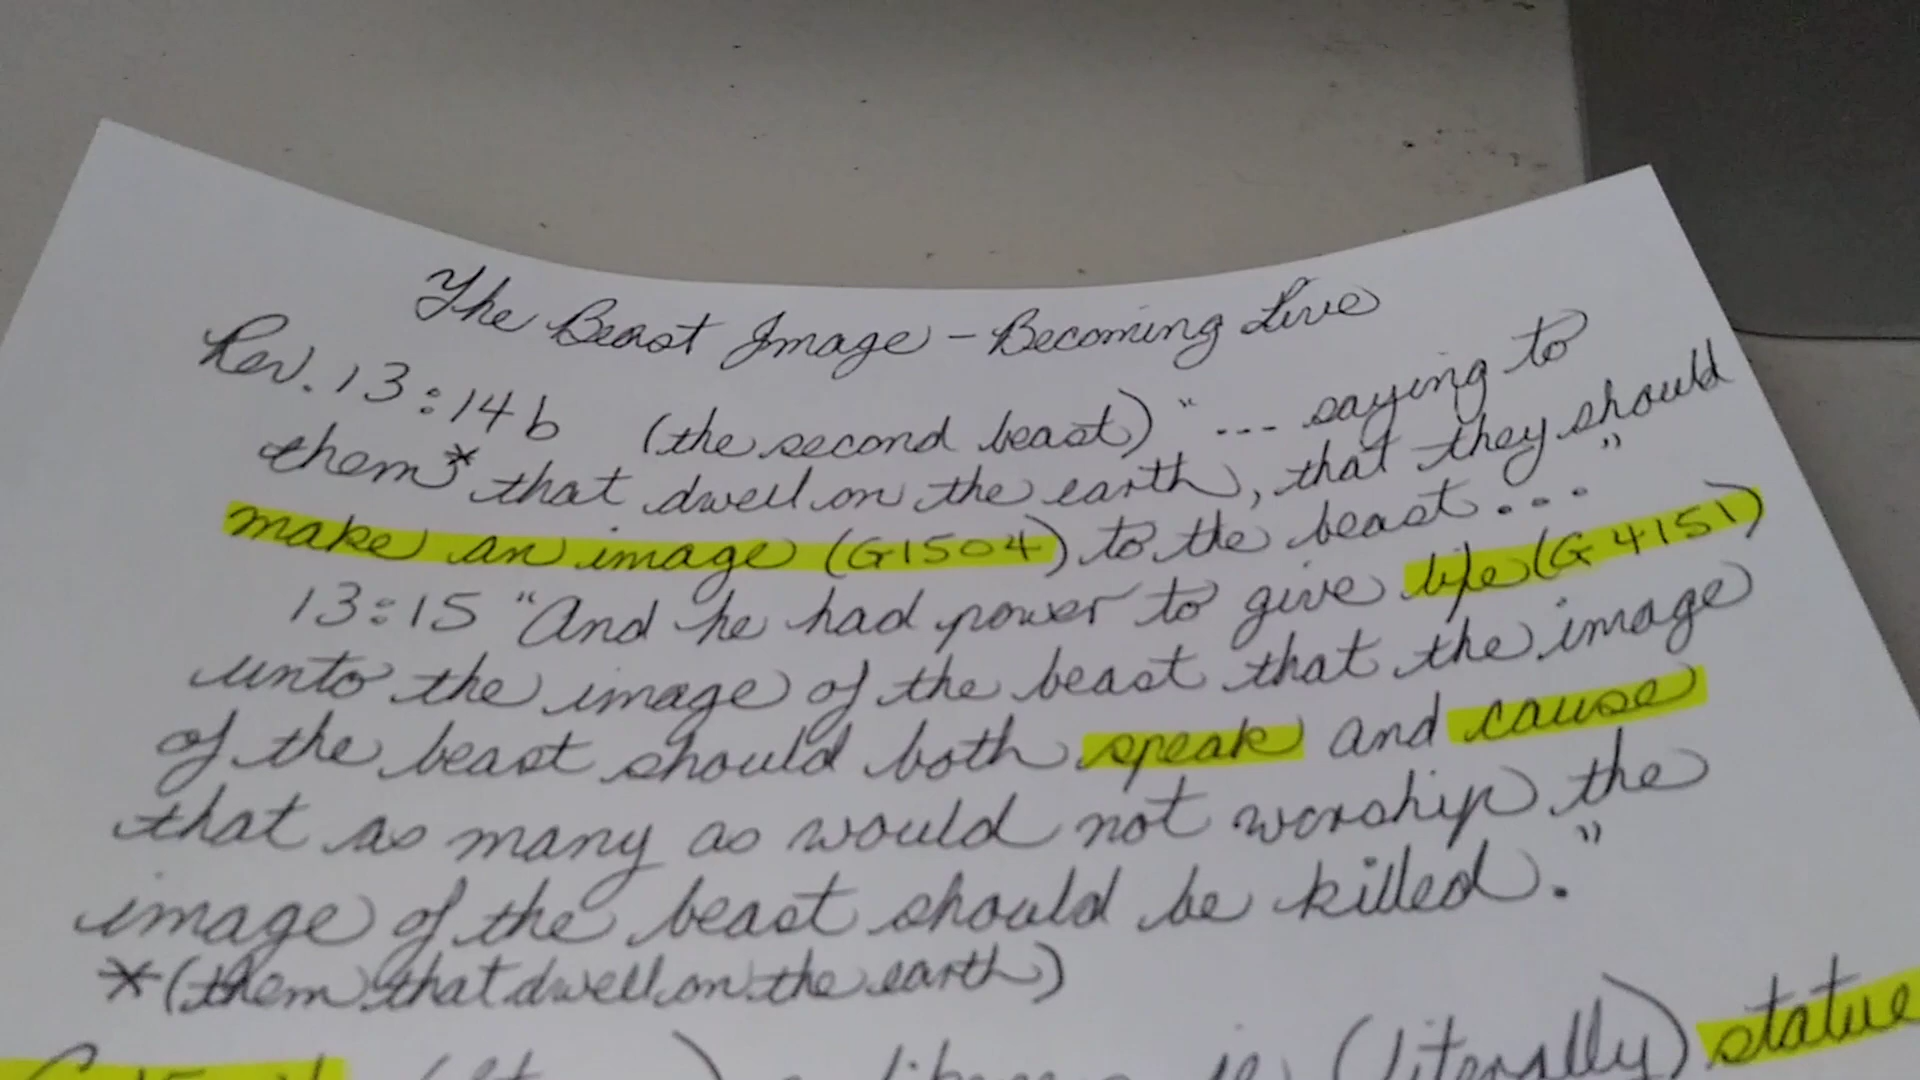 The Beast Image - Becoming Live
Rev. 13:14b (the second beast) "... saying to
them* that dwell on the earth, that they should
make an image (G1504) to the beast..."
13:15 "And he had power to give life (G4151)
unto the image of the beast that the image
of the beast should both speak and cause
that as many as would not worship the
image of the beast should be killed."
*(them that dwell on the earth)
(literally) statue